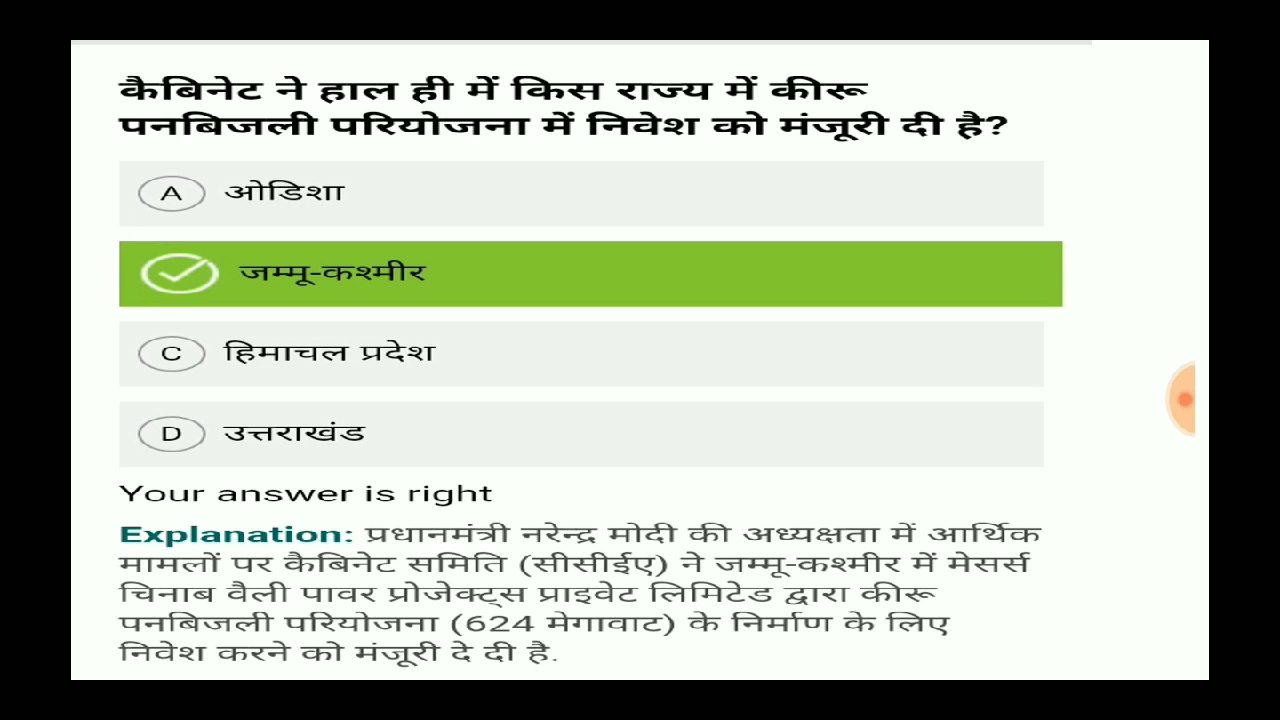 कैबिनेट ने हाल ही में किस राज्य में कीरू
पनबिजली परियोजना में निवेश को मंजूरी दी है?
A ओडिशा
जम्मू-कश्मीर
C हिमाचल प्रदेश
D उत्तराखंड
Your answer is right
Explanation: प्रधानमंत्री नरेन्द्र मोदी की अध्यक्षता में आर्थिक
मामलों पर कैबिनेट समिति (सीसीईए) ने जम्मू-कश्मीर में मेसर्स
चिनाब वैली पावर प्रोजेक्ट्स प्राइवेट लिमिटेड द्वारा कीरू
पनबिजली परियोजना (624 मेगावाट) के निर्माण के लिए
निवेश करने को मंजूरी दे दी है.